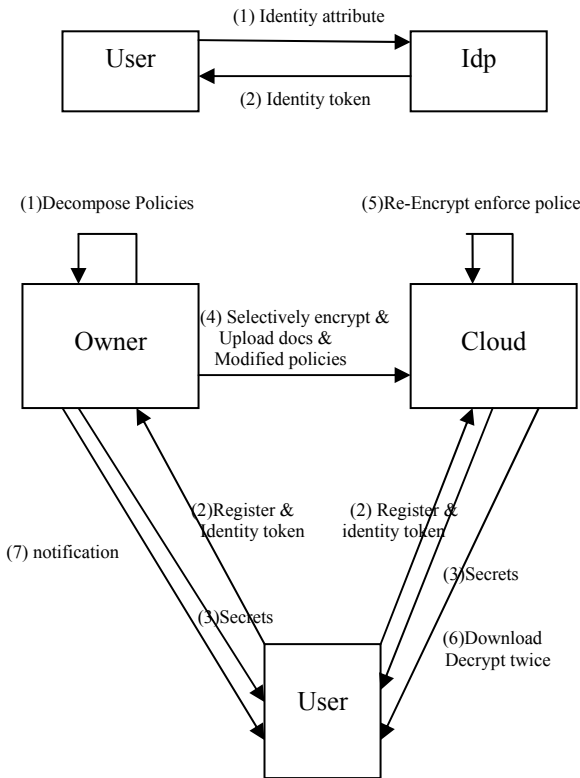 (1) Identity attribute
User
Idp
(2) Identity token
(1)Decompose Policies
(5)Re-Encrypt enforce police
(4) Selectively encrypt &
Upload docs &
Modified policies
Owner
Cloud
(2)Register &
Identity token
(2) Register &
identity token
(7) notification
(3)Secrets
(3)Secrets
(6)Download
Decrypt twice
User